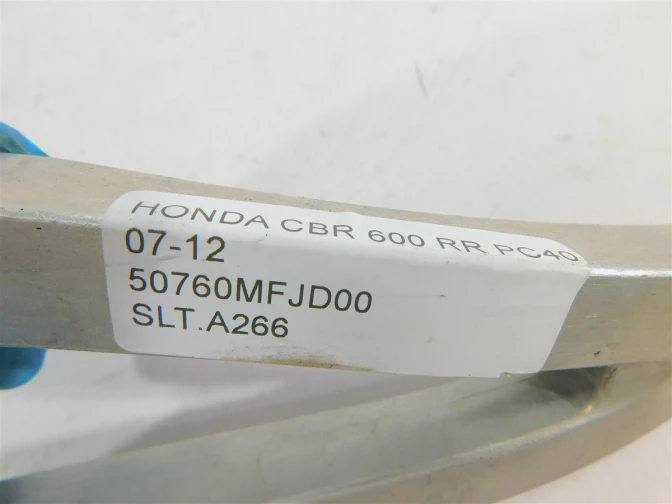 HONDA CBR 600 RR PC40
07-12
50760MFJD00
SLT.A266